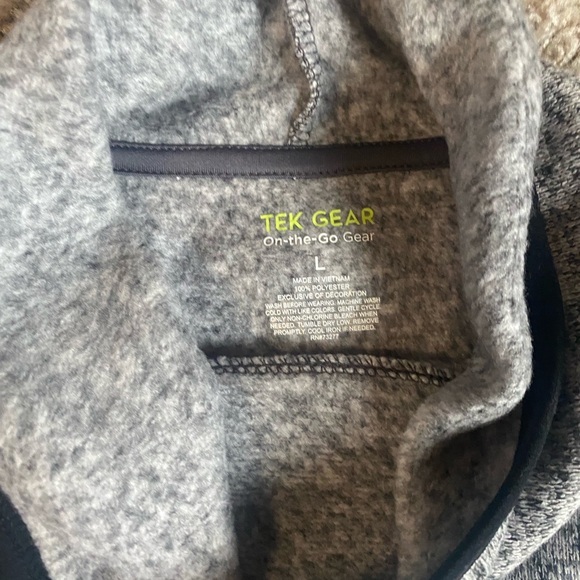 TEK GEAR
On-the-Go Gear
L
MADE IN VIETNAM
100% POLYESTER
EXCLUSIVE OF DECORATION
WASH BEFORE WEARING. MACHINE WASH
COLD WITH LIKE COLORS. GENTLE CYCLE
ONLY NON-CHLORINE BLEACH WHEN
NEEDED. TUMBLE DRY LOW. REMOVE
PROMPTLY. COOL IRON IF NEEDED.
RN#73277